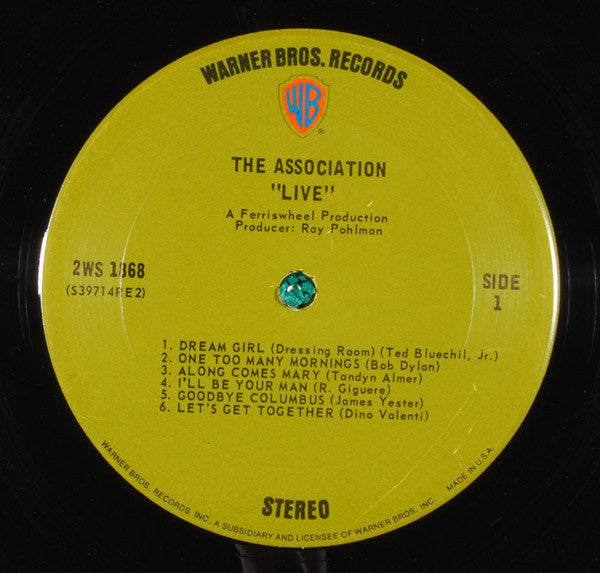 WARNER BROS. RECORDS
WB
®
THE ASSOCIATION
"LIVE"
A Ferriswheel Production
Producer: Ray Pohlman
2WS 1868
(S39714RE2)
SIDE
1
1. DREAM GIRL (Dressing Room) (Ted Bluechil, Jr.)
2. ONE TOO MANY MORNINGS (Bob Dylan)
3. ALONG COMES MARY (Tandyn Almer)
4. I'LL BE YOUR MAN (R. Giguere)
5. GOODBYE COLUMBUS (James Yester)
6. LET'S GET TOGETHER (Dino Valenti)
STEREO
WARNER BROS. RECORDS INC. A SUBSIDIARY AND LICENSEE OF WARNER BROS. INC. MADE IN U.S.A.